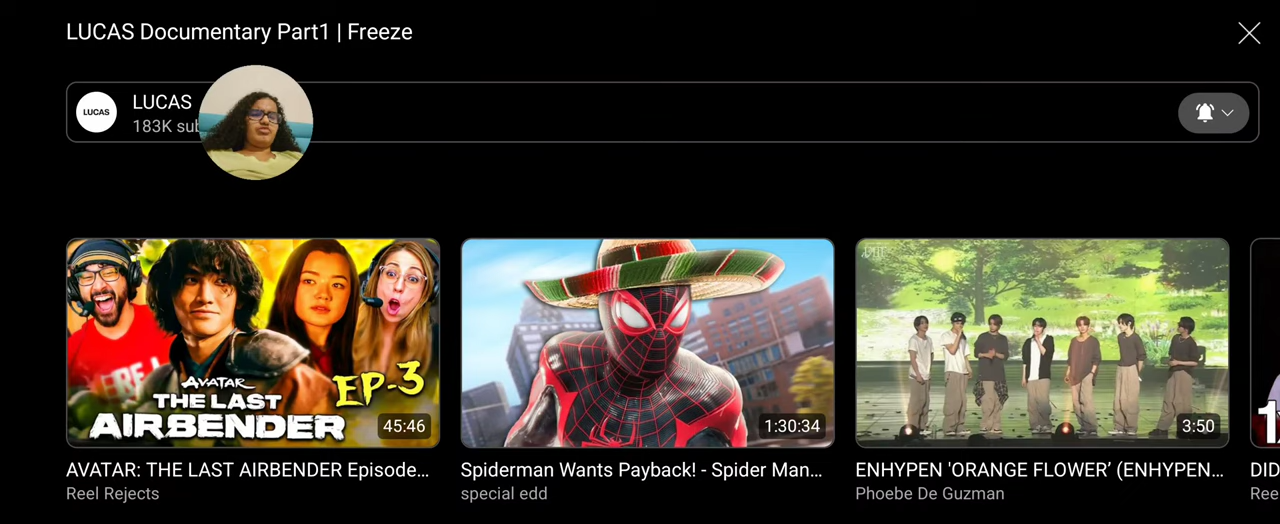 LUCAS Documentary Part1 | Freeze
LUCAS
LUCAS
183K
45:46
AVATAR
THE LAST
AIRBENDER
EP-3
1:30:34
3:50
AVATAR: THE LAST AIRBENDER Episode...
Reel Rejects
Spiderman Wants Payback! - Spider Man...
special edd
ENHYPEN 'ORANGE FLOWER’ (ENHYPEN...
Phoebe De Guzman
DID